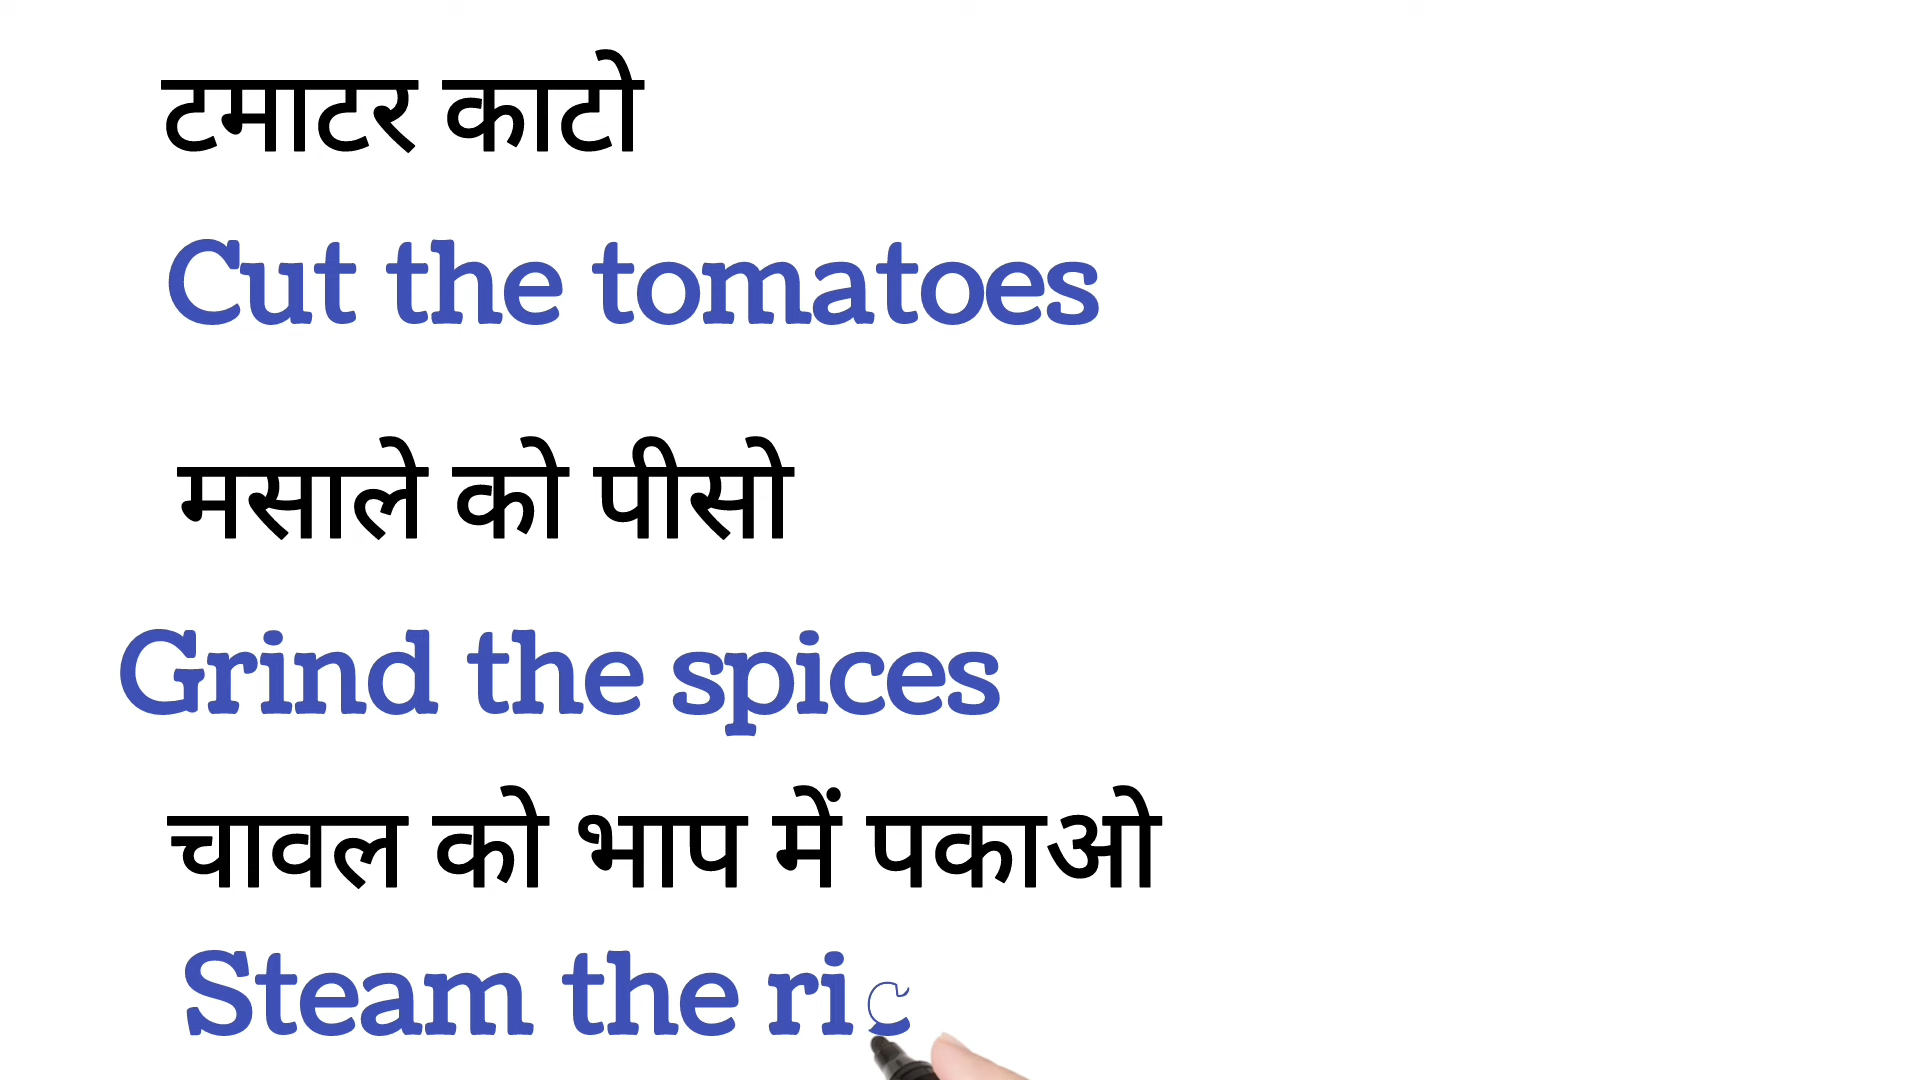 टमाटर काटो
Cut the tomatoes
मसाले को पीसो
Grind the spices
चावल को भाप में पकाओ
Steam the ric